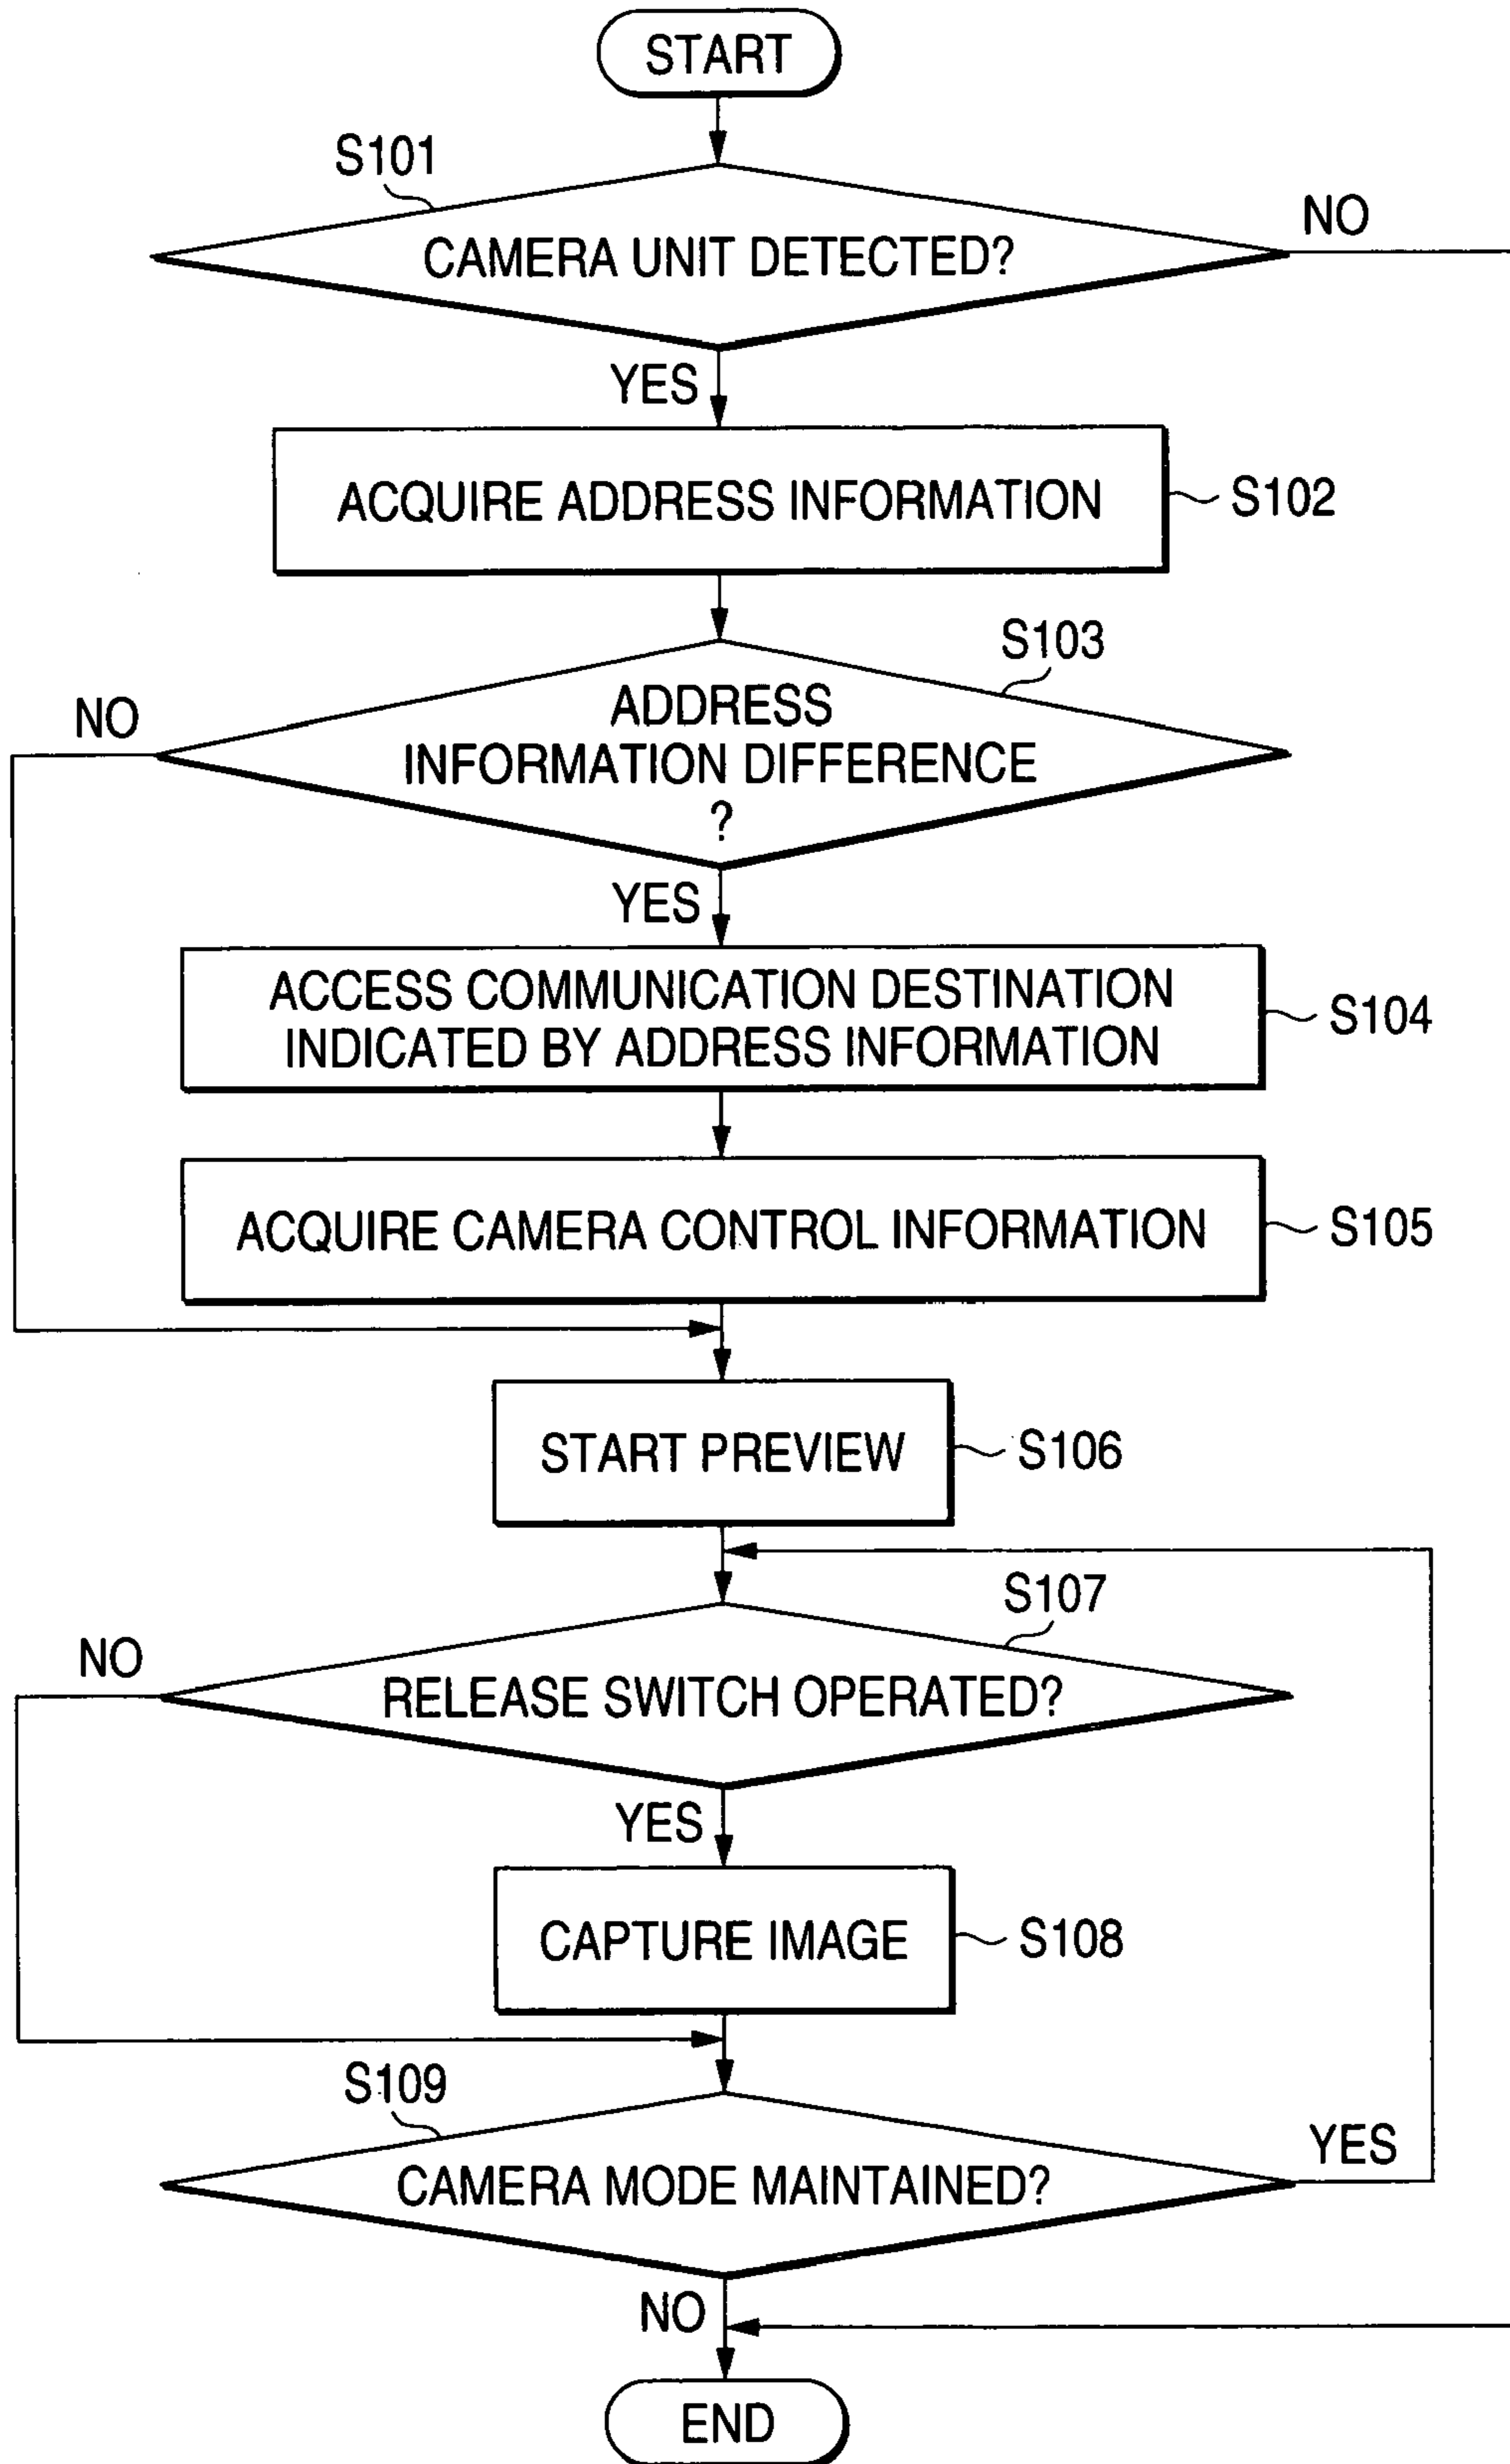 START
S101
CAMERA UNIT DETECTED?
NO
YES
ACQUIRE ADDRESS INFORMATION
S102
S103
NO
ADDRESS
INFORMATION DIFFERENCE
?
YES
ACCESS COMMUNICATION DESTINATION
INDICATED BY ADDRESS INFORMATION
S104
ACQUIRE CAMERA CONTROL INFORMATION
S105
START PREVIEW
S106
S107
NO
RELEASE SWITCH OPERATED?
YES
CAPTURE IMAGE
S108
S109
CAMERA MODE MAINTAINED?
YES
NO
END